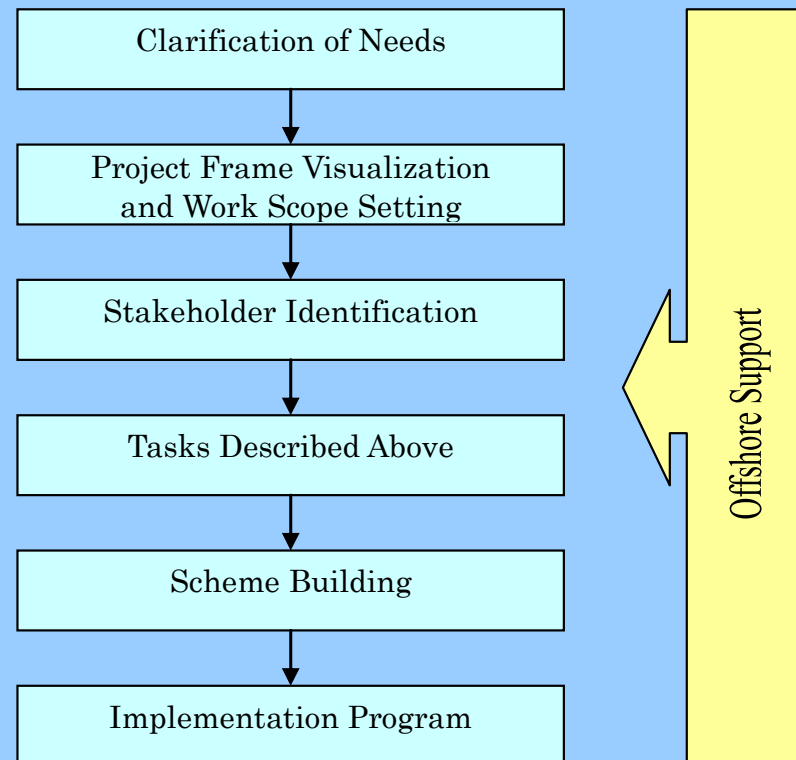 Clarification of Needs
Project Frame Visualization
and Work Scope Setting
Stakeholder Identification
Tasks Described Above
Scheme Building
Implementation Program
Offshore Support